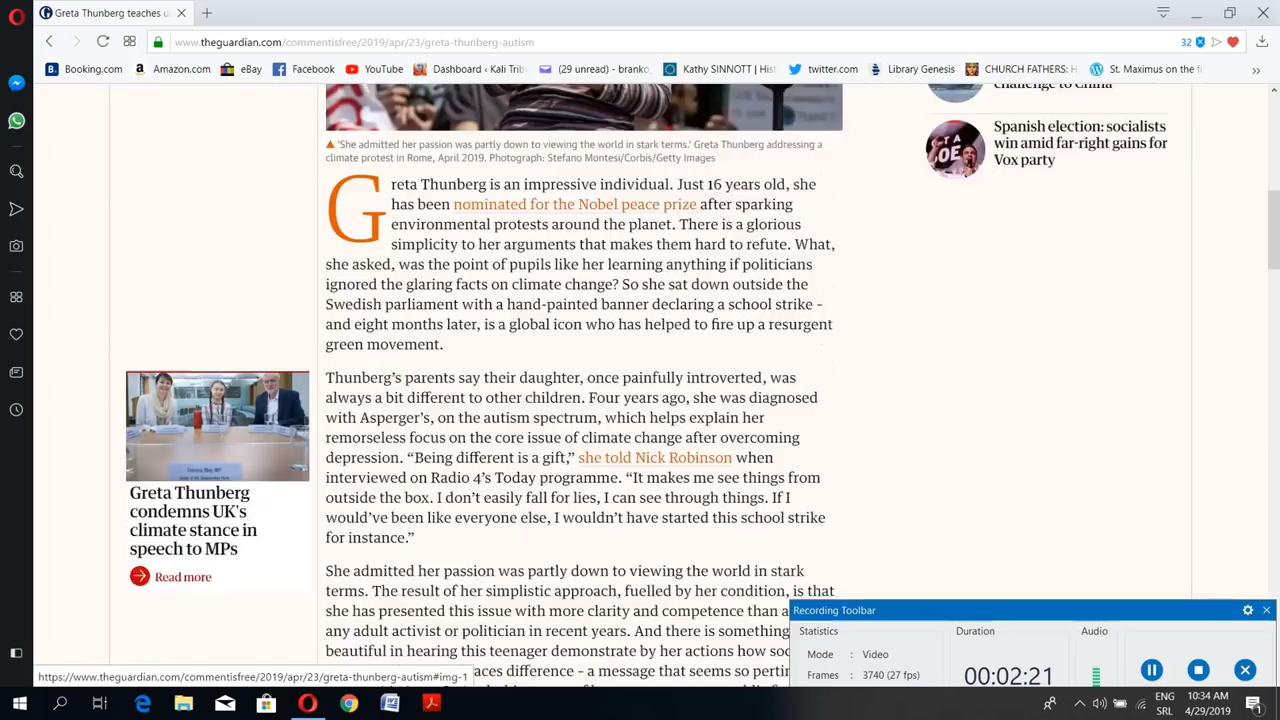 Greta Thunberg teaches u
www.theguardian.com/commentisfree/2019/apr/23/greta-thunberg-autism
32
Booking.com
Amazon.com
eBay
Facebook
YouTube
Dashboard ‹ Kali Trib
(29 unread) - branko_
Kathy SINNOTT | Hist
twitter.com
Library Genesis
CHURCH FATHERS: H
St. Maximus on the f
challenge to China
Spanish election: socialists
win amid far-right gains for
Vox party
'She admitted her passion was partly down to viewing the world in stark terms.' Greta Thunberg addressing a
climate protest in Rome, April 2019. Photograph: Stefano Montesi/Corbis/Getty Images
Greta Thunberg is an impressive individual. Just 16 years old, she
has been nominated for the Nobel peace prize after sparking
environmental protests around the planet. There is a glorious
simplicity to her arguments that makes them hard to refute. What,
she asked, was the point of pupils like her learning anything if politicians
ignored the glaring facts on climate change? So she sat down outside the
Swedish parliament with a hand-painted banner declaring a school strike –
and eight months later, is a global icon who has helped to fire up a resurgent
green movement.
Thunberg's parents say their daughter, once painfully introverted, was
always a bit different to other children. Four years ago, she was diagnosed
with Asperger's, on the autism spectrum, which helps explain her
remorseless focus on the core issue of climate change after overcoming
depression. “Being different is a gift,” she told Nick Robinson when
interviewed on Radio 4's Today programme. “It makes me see things from
outside the box. I don't easily fall for lies, I can see through things. If I
would've been like everyone else, I wouldn't have started this school strike
for instance.”
She admitted her passion was partly down to viewing the world in stark
terms. The result of her simplistic approach, fuelled by her condition, is that
she has presented this issue with more clarity and competence than a
any adult activist or politician in recent years. And there is something
beautiful in hearing this teenager demonstrate by her actions how so
aces difference – a message that seems so perti
Greta Thunberg
condemns UK's
climate stance in
speech to MPs
Read more
https://www.theguardian.com/commentisfree/2019/apr/23/greta-thunberg-autism#img-1
Recording Toolbar
Statistics
Mode : Video
Frames : 3740 (27 fps)
Duration
00:02:21
Audio
ENG
SRL
10:34 AM
4/29/2019
1